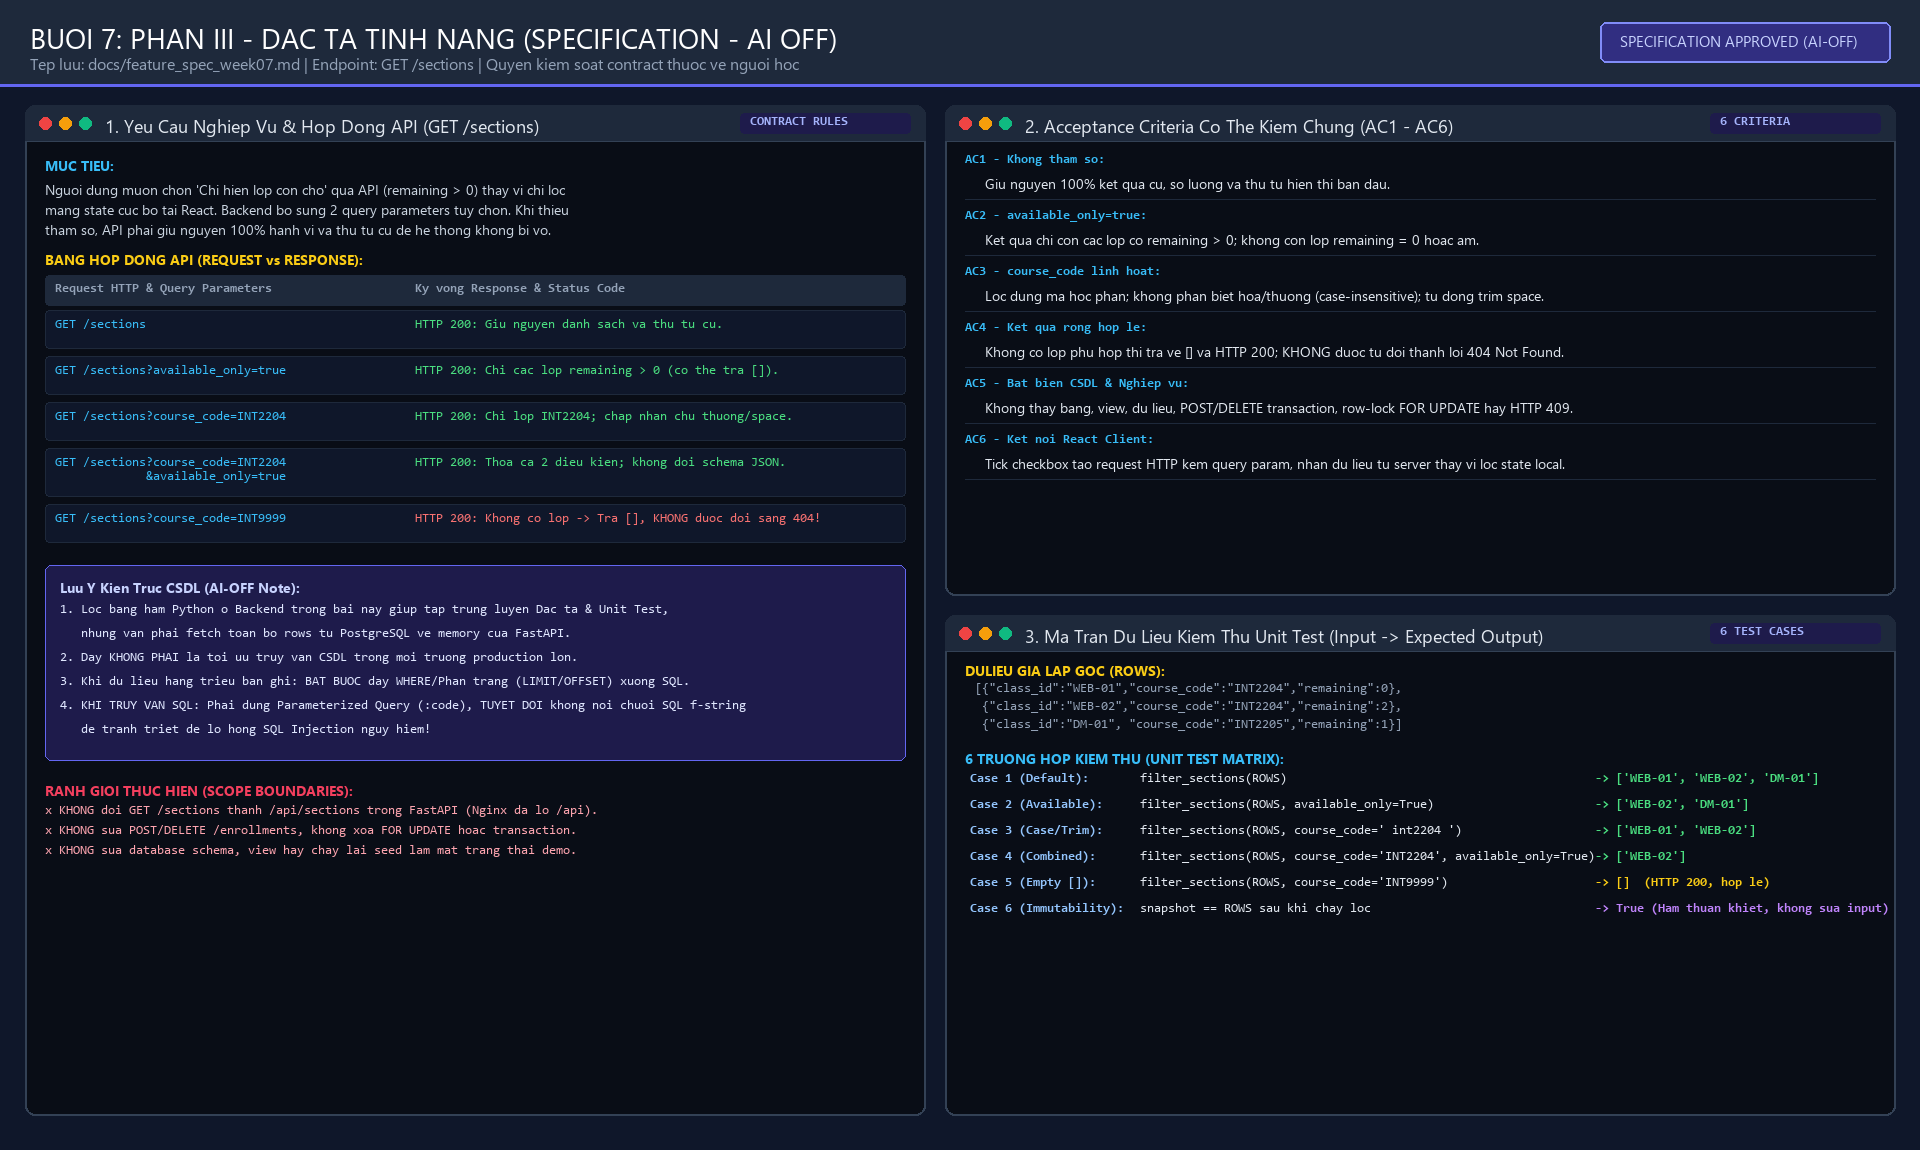 BUOI 7: PHAN III - DAC TA TINH NANG (SPECIFICATION - AI OFF)
Tep luu: docs/feature_spec_week07.md | Endpoint: GET /sections | Quyen kiem soat contract thuoc ve nguoi hoc
SPECIFICATION APPROVED (AI-OFF)
1. Yeu Cau Nghiep Vu & Hop Dong API (GET /sections)
CONTRACT RULES
MUC TIEU:
Nguoi dung muon chon 'Chi hien lop con cho' qua API (remaining > 0) thay vi chi loc
mang state cuc bo tai React. Backend bo sung 2 query parameters tuy chon. Khi thieu
tham so, API phai giu nguyen 100% hanh vi va thu tu cu de he thong khong bi vo.
BANG HOP DONG API (REQUEST vs RESPONSE):
Request HTTP & Query Parameters
Ky vong Response & Status Code
GET /sections
HTTP 200: Giu nguyen danh sach va thu tu cu.
GET /sections?available_only=true
HTTP 200: Chi cac lop remaining > 0 (co the tra []).
GET /sections?course_code=INT2204
HTTP 200: Chi lop INT2204; chap nhan chu thuong/space.
GET /sections?course_code=INT2204
&available_only=true
HTTP 200: Thoa ca 2 dieu kien; khong doi schema JSON.
GET /sections?course_code=INT9999
HTTP 200: Khong co lop -> Tra [], KHONG duoc doi sang 404!
Luu Y Kien Truc CSDL (AI-OFF Note):
1. Loc bang ham Python o Backend trong bai nay giup tap trung luyen Dac ta & Unit Test,
nhung van phai fetch toan bo rows tu PostgreSQL ve memory cua FastAPI.
2. Day KHONG PHAI la toi uu truy van CSDL trong moi truong production lon.
3. Khi du lieu hang trieu ban ghi: BAT BUOC day WHERE/Phan trang (LIMIT/OFFSET) xuong SQL.
4. KHI TRUY VAN SQL: Phai dung Parameterized Query (:code), TUYET DOI khong noi chuoi SQL f-string
de tranh triet de lo hong SQL Injection nguy hiem!
RANH GIOI THUC HIEN (SCOPE BOUNDARIES):
x KHONG doi GET /sections thanh /api/sections trong FastAPI (Nginx da lo /api).
x KHONG sua POST/DELETE /enrollments, khong xoa FOR UPDATE hoac transaction.
x KHONG sua database schema, view hay chay lai seed lam mat trang thai demo.
2. Acceptance Criteria Co The Kiem Chung (AC1 - AC6)
6 CRITERIA
AC1 - Khong tham so:
Giu nguyen 100% ket qua cu, so luong va thu tu hien thi ban dau.
AC2 - available_only=true:
Ket qua chi con cac lop co remaining > 0; khong con lop remaining = 0 hoac am.
AC3 - course_code linh hoat:
Loc dung ma hoc phan; khong phan biet hoa/thuong (case-insensitive); tu dong trim space.
AC4 - Ket qua rong hop le:
Khong co lop phu hop thi tra ve [] va HTTP 200; KHONG duoc tu doi thanh loi 404 Not Found.
AC5 - Bat bien CSDL & Nghiep vu:
Khong thay bang, view, du lieu, POST/DELETE transaction, row-lock FOR UPDATE hay HTTP 409.
AC6 - Ket noi React Client:
Tick checkbox tao request HTTP kem query param, nhan du lieu tu server thay vi loc state local.
3. Ma Tran Du Lieu Kiem Thu Unit Test (Input -> Expected Output)
6 TEST CASES
DULIEU GIA LAP GOC (ROWS):
[{"class_id":"WEB-01","course_code":"INT2204","remaining":0},
{"class_id":"WEB-02","course_code":"INT2204","remaining":2},
{"class_id":"DM-01", "course_code":"INT2205","remaining":1}]
6 TRUONG HOP KIEM THU (UNIT TEST MATRIX):
Case 1 (Default): filter_sections(ROWS) -> ['WEB-01', 'WEB-02', 'DM-01']
Case 2 (Available): filter_sections(ROWS, available_only=True) -> ['WEB-02', 'DM-01']
Case 3 (Case/Trim): filter_sections(ROWS, course_code=' int2204 ') -> ['WEB-01', 'WEB-02']
Case 4 (Combined): filter_sections(ROWS, course_code='INT2204', available_only=True)-> ['WEB-02']
Case 5 (Empty []): filter_sections(ROWS, course_code='INT9999') -> [] (HTTP 200, hop le)
Case 6 (Immutability): snapshot == ROWS sau khi chay loc -> True (Ham thuan khiet, khong sua input)